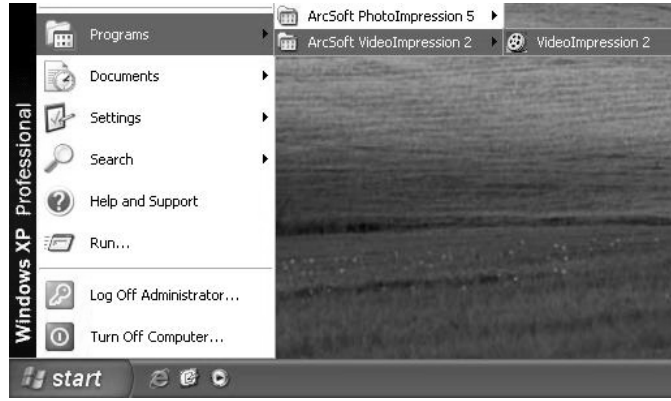 ArcSoft PhotoImpression 5
Programs
ArcSoft VideoImpression 2
VideoImpression 2
Documents
Settings
Search
Help and Support
Run...
Log Off Administrator...
Turn Off Computer...
Windows XP Professional
start